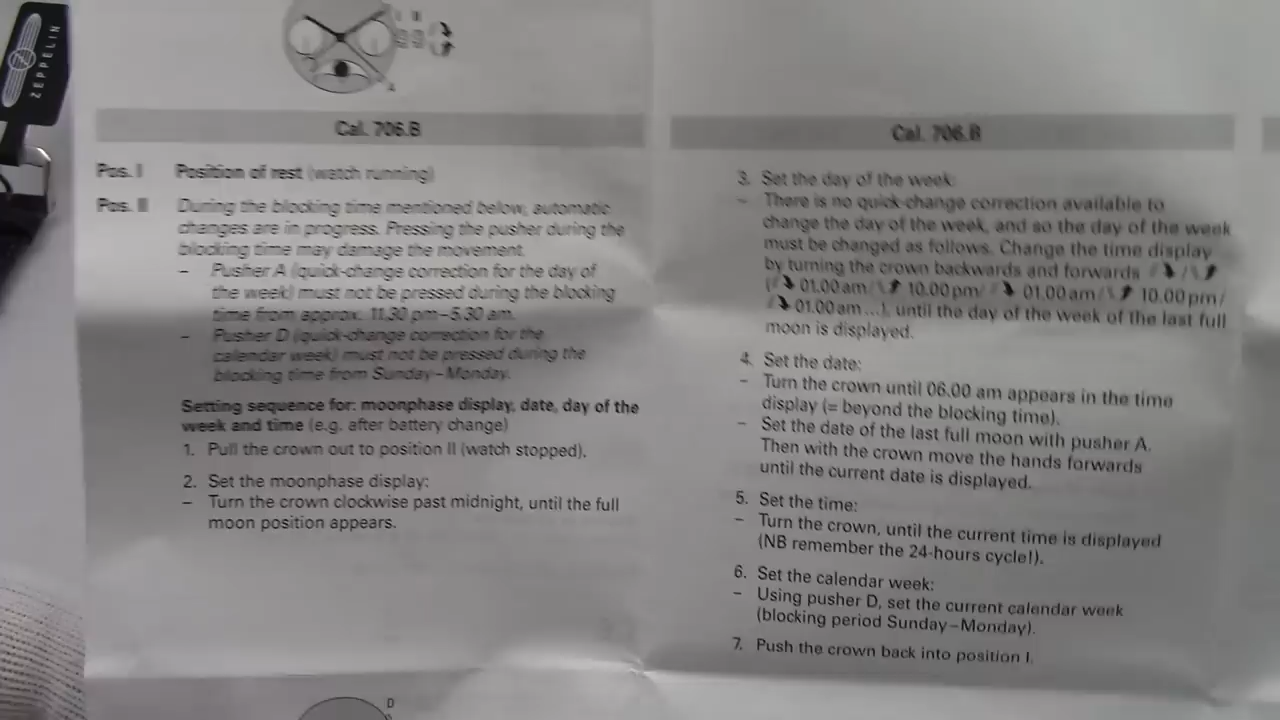 ZEPPELIN
A
Cal. 706.B
Pos. I Position of rest (watch running)
Pos. II During the blocking time mentioned below, automatic
changes are in progress. Pressing the pusher during the
blocking time may damage the movement.
– Pusher A (quick-change correction for the day of
the week) must not be pressed during the blocking
time from approx. 11.30 pm–5.30 am.
– Pusher D (quick-change correction for the
calendar week) must not be pressed during the
blocking time from Sunday–Monday.
Setting sequence for: moonphase display, date, day of the
week and time (e.g. after battery change)
1. Pull the crown out to position II (watch stopped).
2. Set the moonphase display:
– Turn the crown clockwise past midnight, until the full
moon position appears.
D
Cal. 706.B
3. Set the day of the week:
– There is no quick-change correction available to
change the day of the week, and so the day of the week
must be changed as follows. Change the time display
by turning the crown backwards and forwards /
( 01.00 am/ 10.00 pm/ 01.00 am/ 10.00 pm/
01.00 am ...), until the day of the week of the last full
moon is displayed.
4. Set the date:
– Turn the crown until 06.00 am appears in the time
display (= beyond the blocking time).
– Set the date of the last full moon with pusher A.
Then with the crown move the hands forwards
until the current date is displayed.
5. Set the time:
– Turn the crown, until the current time is displayed
(NB remember the 24-hours cycle!).
6. Set the calendar week:
– Using pusher D, set the current calendar week
(blocking period Sunday–Monday).
7. Push the crown back into position I.